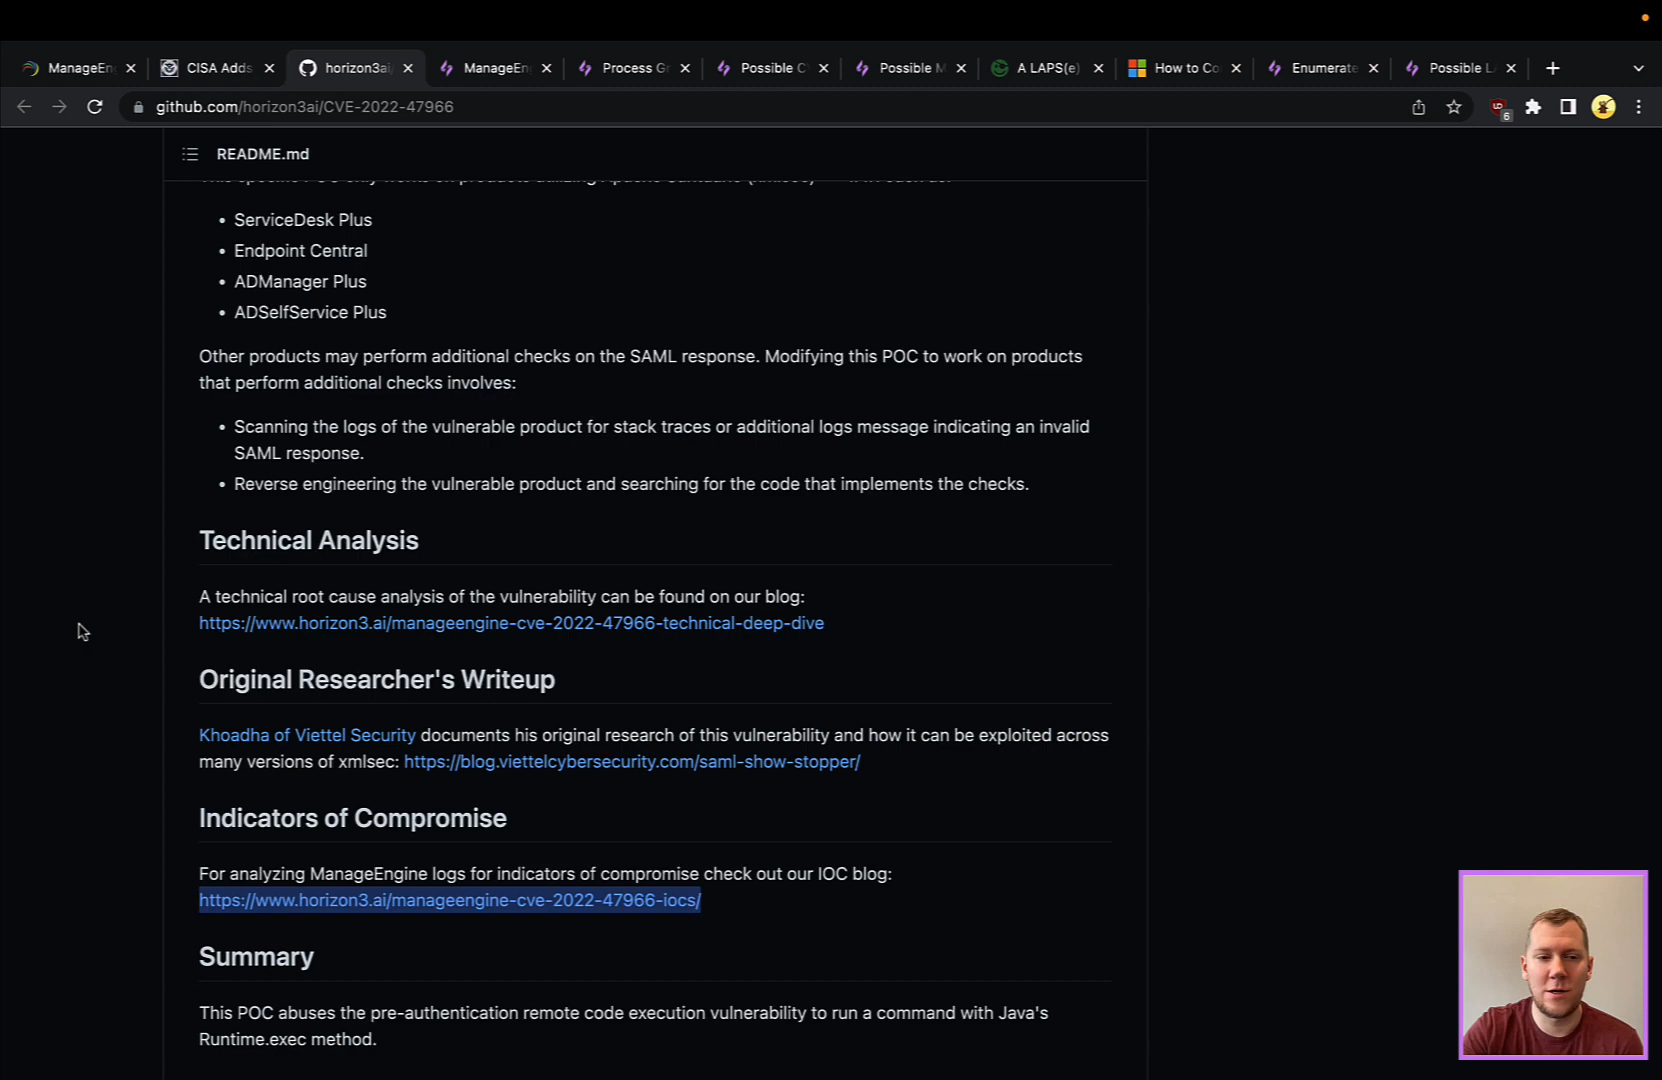 ManageEn
CISA Adds
horizon3ai
ManageEn
Process Gr
Possible C
Possible M
A LAPS(e)
How to Co
Enumerate
Possible L
github.com/horizon3ai/CVE-2022-47966
6
README.md
• ServiceDesk Plus
• Endpoint Central
• ADManager Plus
• ADSelfService Plus
Other products may perform additional checks on the SAML response. Modifying this POC to work on products
that perform additional checks involves:
• Scanning the logs of the vulnerable product for stack traces or additional logs message indicating an invalid
SAML response.
• Reverse engineering the vulnerable product and searching for the code that implements the checks.
Technical Analysis
A technical root cause analysis of the vulnerability can be found on our blog:
https://www.horizon3.ai/manageengine-cve-2022-47966-technical-deep-dive
Original Researcher's Writeup
Khoadha of Viettel Security documents his original research of this vulnerability and how it can be exploited across
many versions of xmlsec: https://blog.viettelcybersecurity.com/saml-show-stopper/
Indicators of Compromise
For analyzing ManageEngine logs for indicators of compromise check out our IOC blog:
https://www.horizon3.ai/manageengine-cve-2022-47966-iocs/
Summary
This POC abuses the pre-authentication remote code execution vulnerability to run a command with Java's
Runtime.exec method.